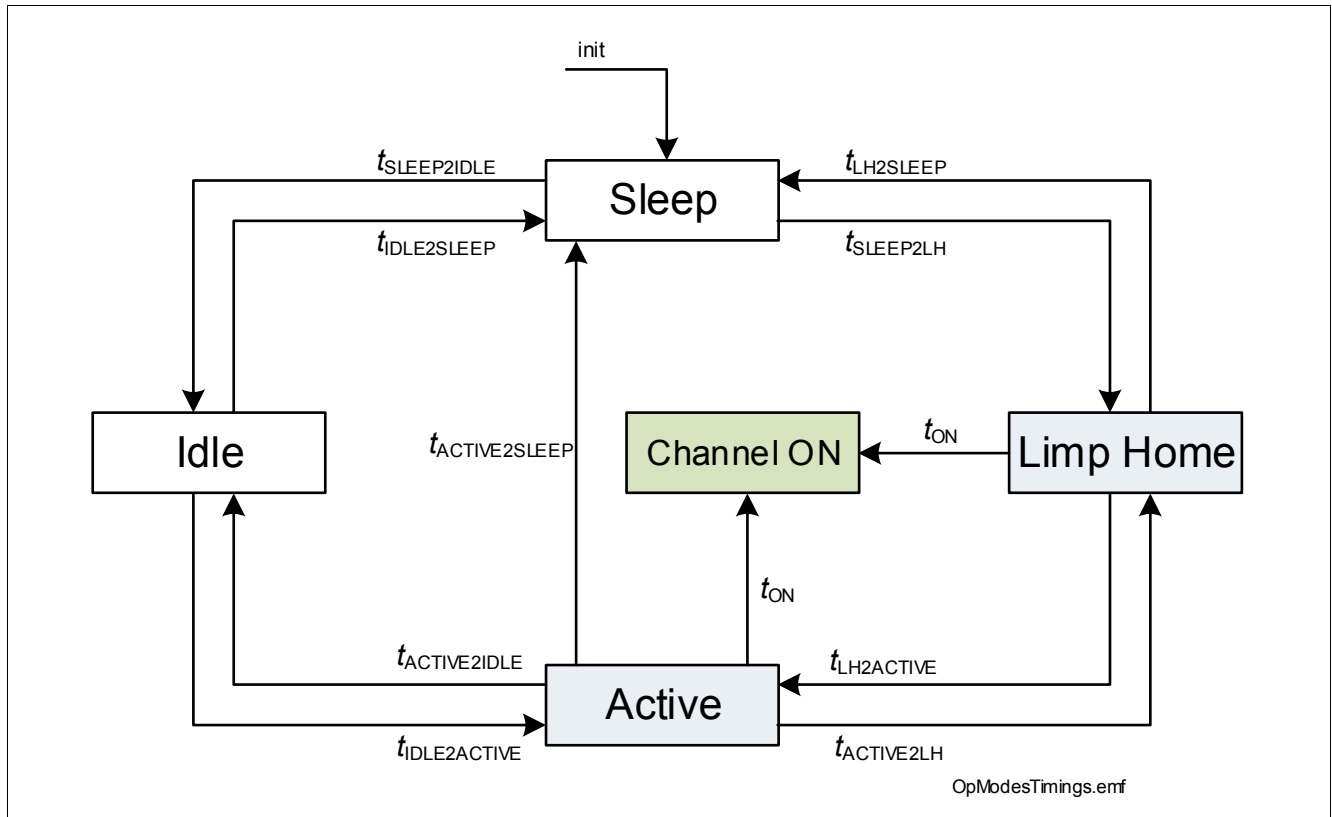 init
tSLEEP2IDLE
tLH2SLEEP
Sleep
tIDLE2SLEEP
tSLEEP2LH
Idle
tACTIVE2SLEEP
Channel ON
tON
Limp Home
tON
tACTIVE2IDLE
tLH2ACTIVE
Active
tIDLE2ACTIVE
tACTIVE2LH
OpModesTimings.emf